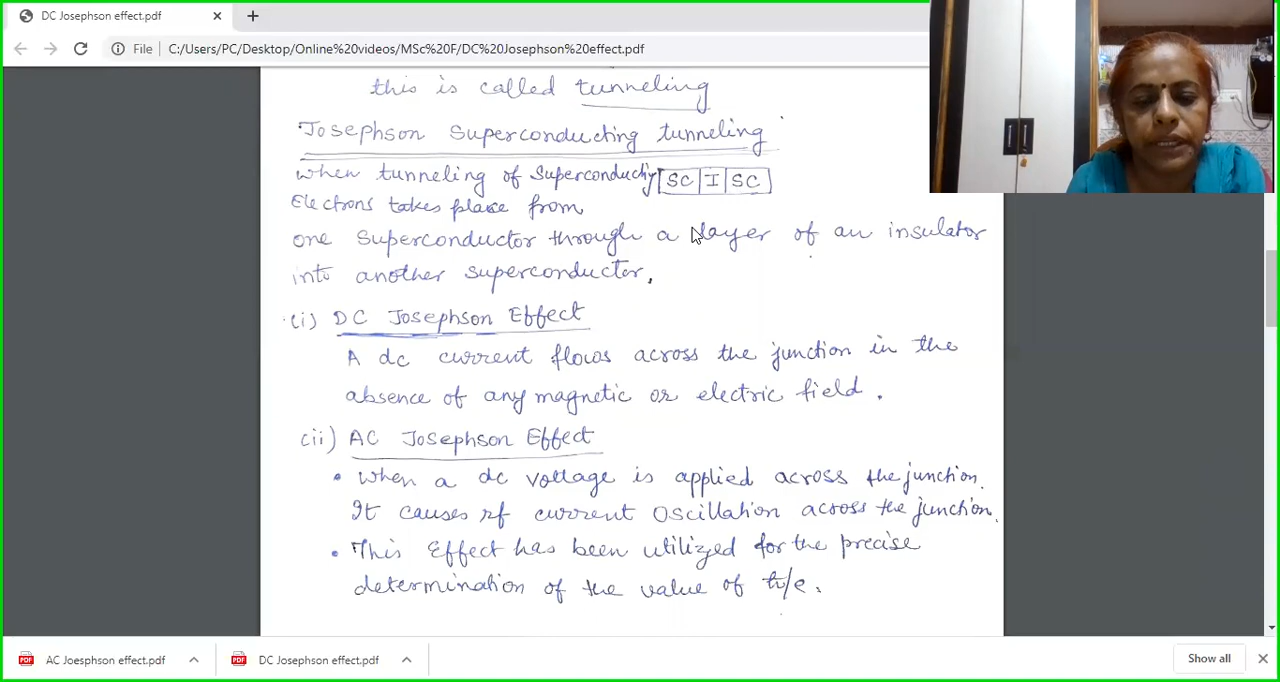 DC Josephson effect.pdf
File C:/Users/PC/Desktop/Online%20videos/MSc%20F/DC%20Josephson%20effect.pdf
this is called tunneling
Josephson Superconducting tunneling
when tunneling of Superconducting SC I SC
Electrons takes place from
one superconductor through a layer of an insulator
into another superconductor.
(i) DC Josephson Effect
A dc current flows across the junction in the
absence of any magnetic or electric field.
(ii) AC Josephson Effect
• When a dc voltage is applied across the junction.
It causes rf current oscillation across the junction.
• This Effect has been utilized for the precise
determination of the value of ħ/e.
AC Joesphson effect.pdf DC Josephson effect.pdf Show all